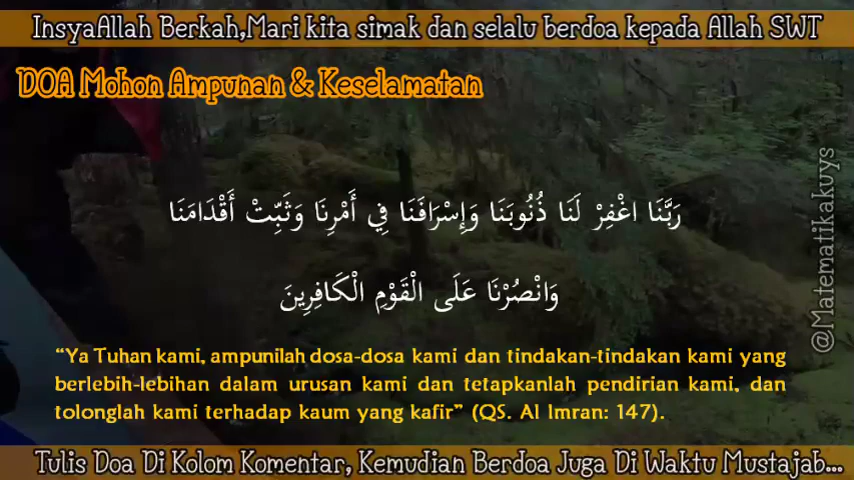 InsyaAllah Berkah,Mari kita simak dan selalu berdoa kepada Allah SWT
DOA Mohon Ampunan & Keselamatan
رَبَّنَا اغْفِرْ لَنَا ذُنُوبَنَا وَإِسْرَافَنَا فِي أَمْرِنَا وَثَبِّتْ أَقْدَامَنَا
وَانْصُرْنَا عَلَى الْقَوْمِ الْكَافِرِينَ
“Ya Tuhan kami, ampunilah dosa-dosa kami dan tindakan-tindakan kami yang
berlebih-lebihan dalam urusan kami dan tetapkanlah pendirian kami, dan
tolonglah kami terhadap kaum yang kafir” (QS. Al Imran: 147).
@Matematikakuys
Tulis Doa Di Kolom Komentar, Kemudian Berdoa Juga Di Waktu Mustajab...